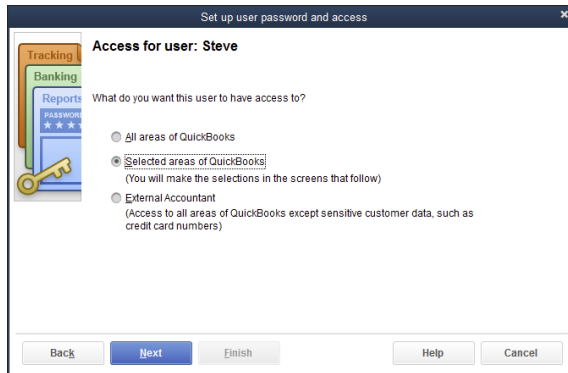 Set up user password and access
Access for user: Steve
Tracking
Banking
Reports
PASSWORD
★★★
What do you want this user to have access to?
All areas of QuickBooks
Selected areas of QuickBooks
(You will make the selections in the screens that follow)
External Accountant
(Access to all areas of QuickBooks except sensitive customer data, such as
credit card numbers)
Back
Next
Finish
Help
Cancel